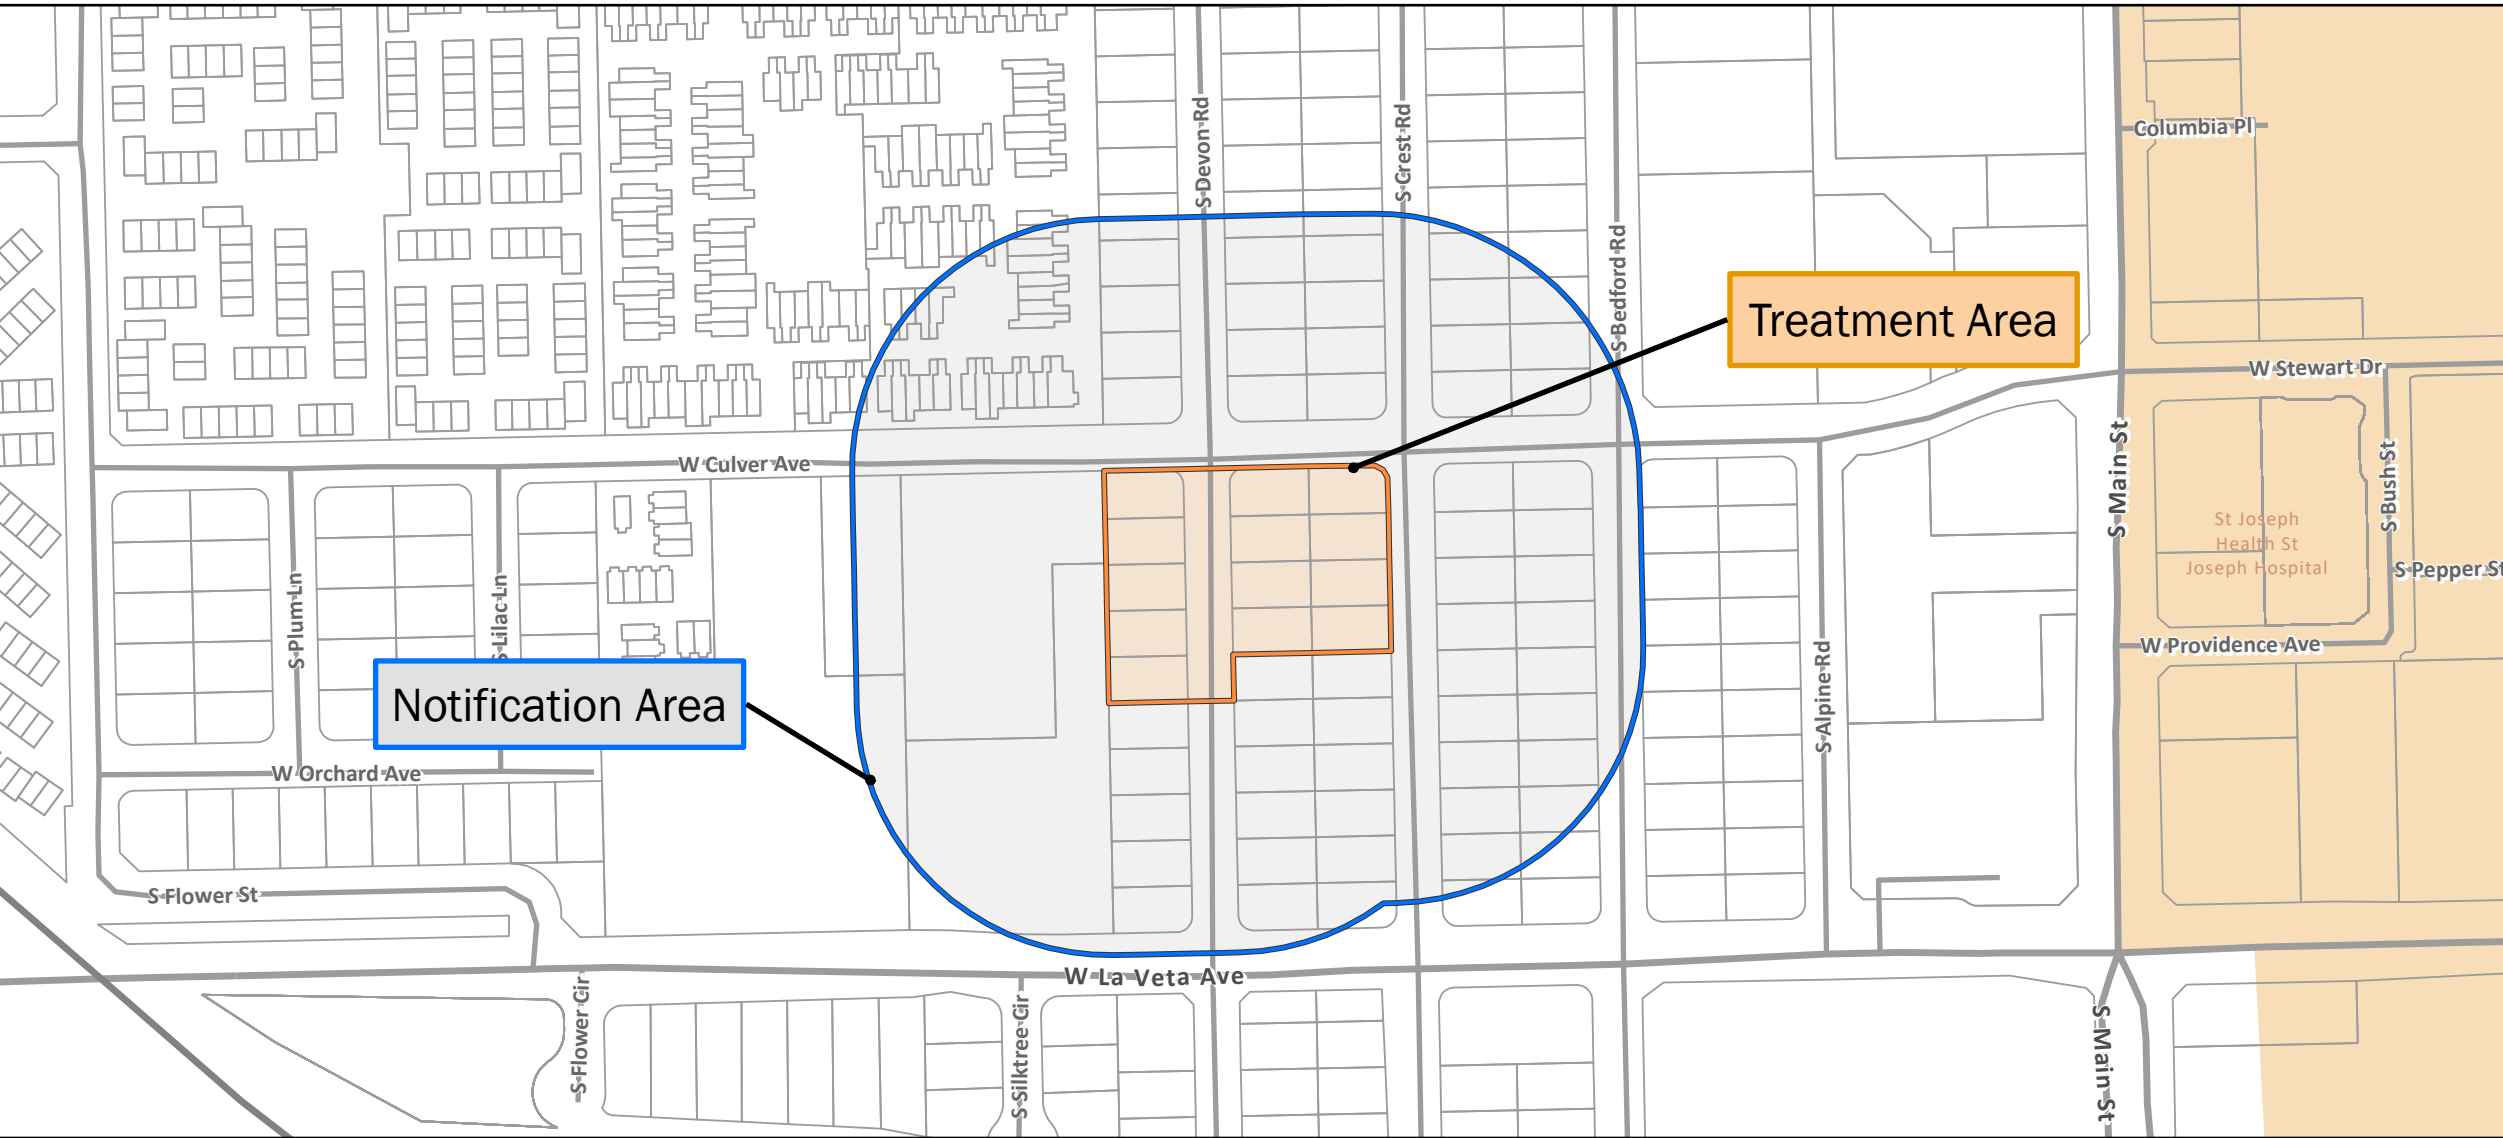 Columbia Pl
S Devon Rd
S Crest Rd
S Bedford Rd
Treatment Area
W Stewart Dr
W Culver Ave
S Main St
S Bush St
St Joseph
Health St
Joseph Hospital
S Pepper St
S Plum Ln
S Lilac Ln
W Providence Ave
S Alpine Rd
Notification Area
W Orchard Ave
S Flower St
W La Veta Ave
S Flower Cir
S Silktree Cir
S Main St